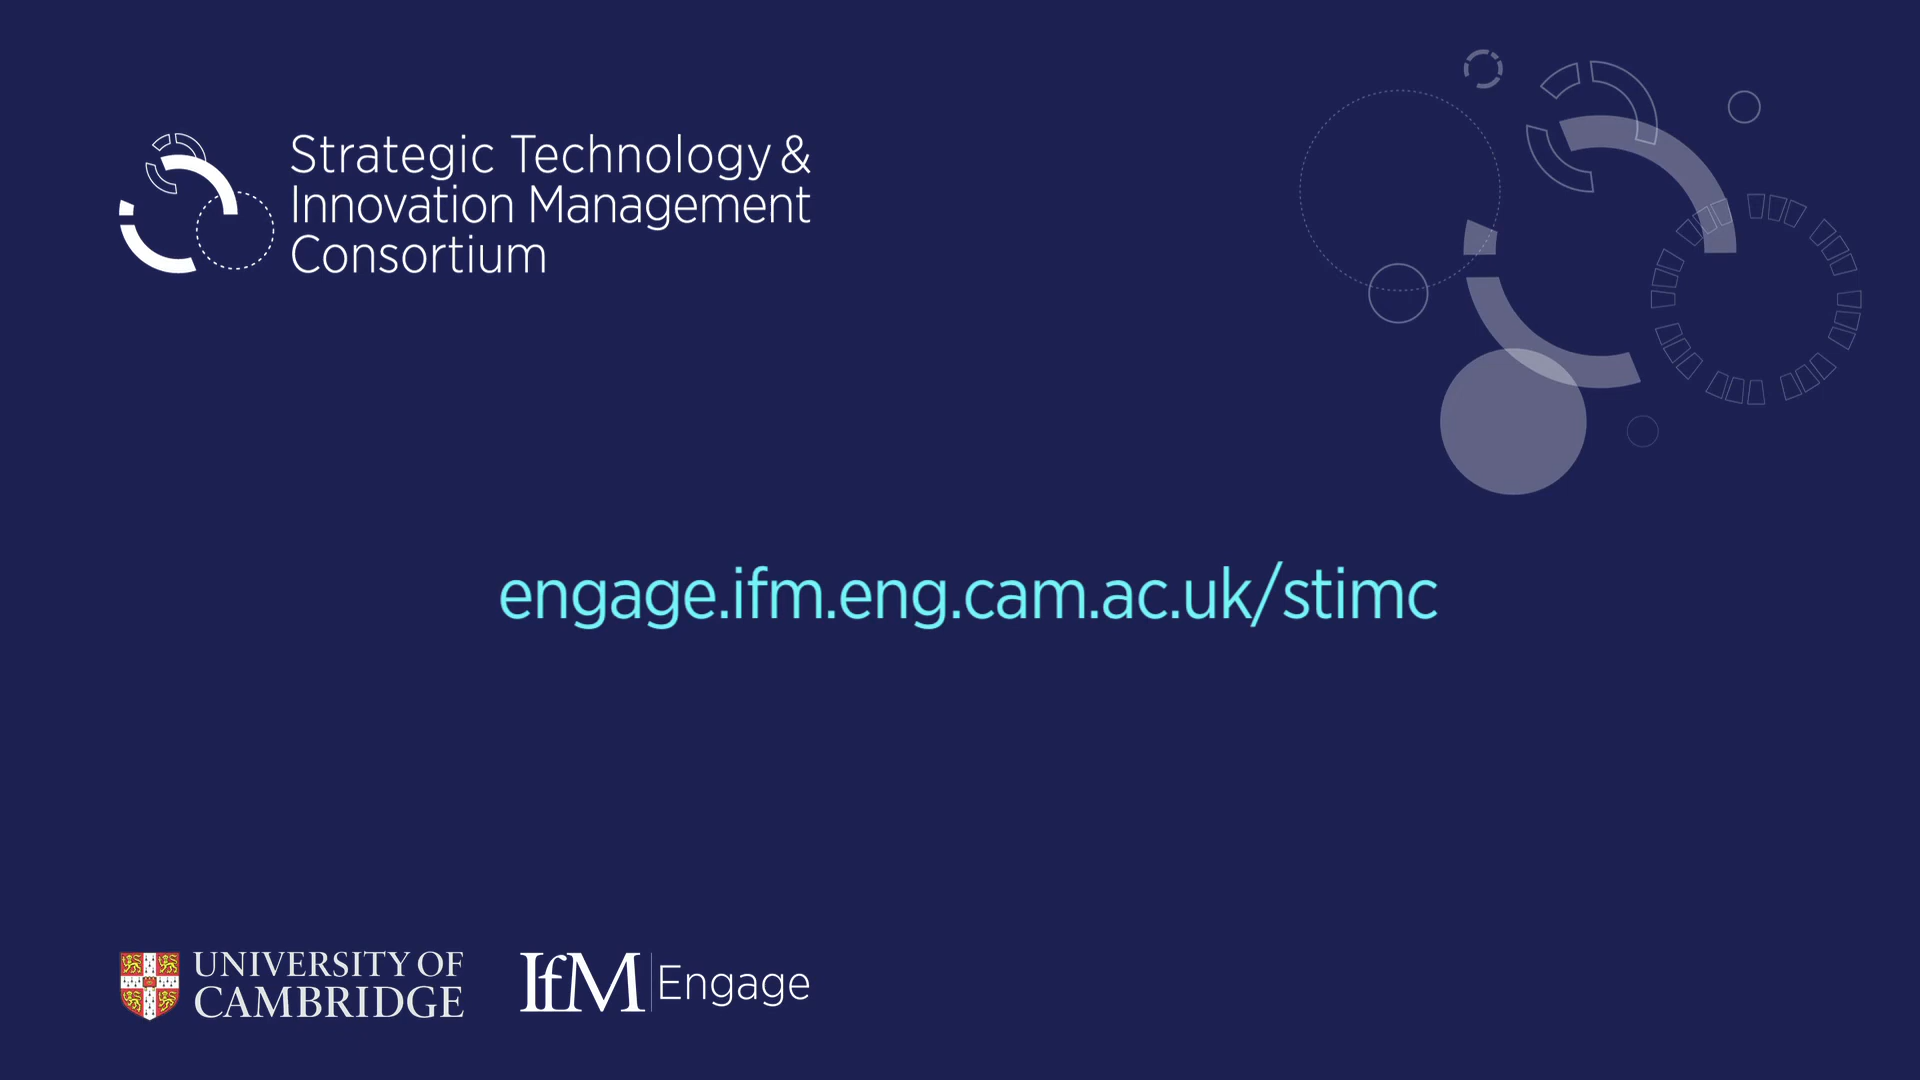 Strategic Technology &
Innovation Management
Consortium
engage.ifm.eng.cam.ac.uk/stimc
UNIVERSITY OF
CAMBRIDGE
IfM Engage